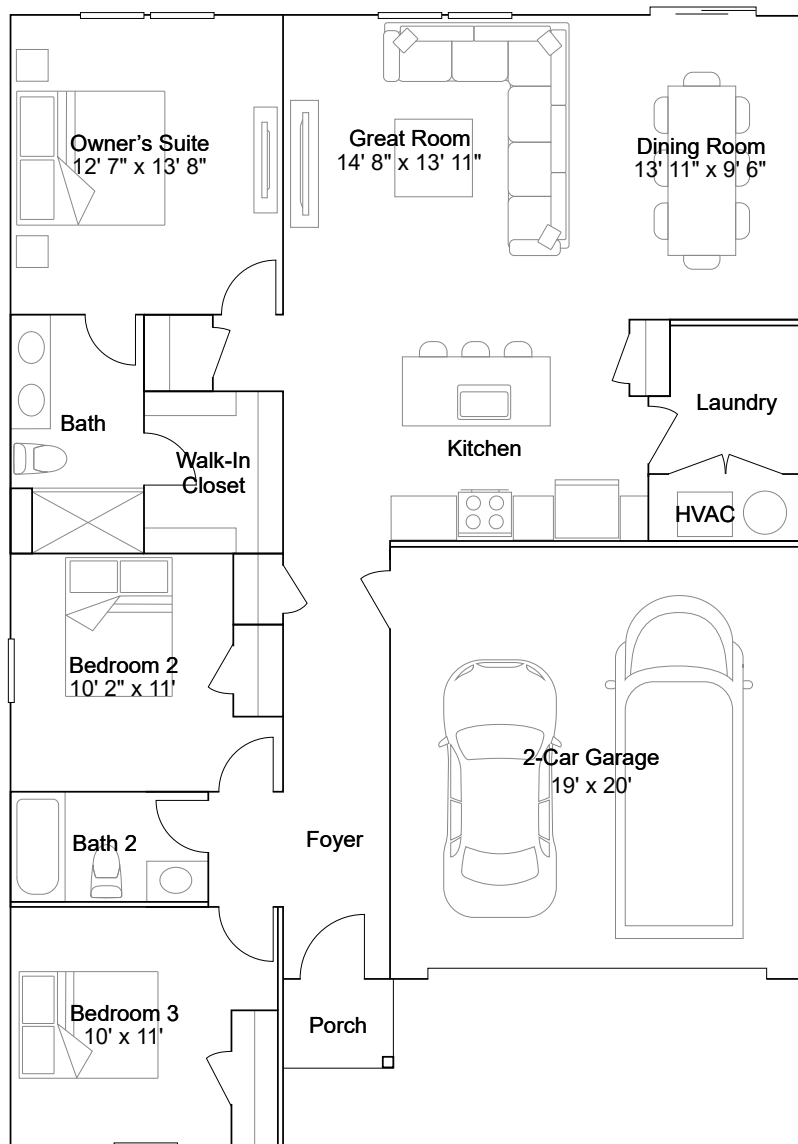 Owner's Suite
12' 7" x 13' 8"
Great Room
14' 8" x 13' 11"
Dining Room
13' 11" x 9' 6"
Bath
Walk-In
Closet
Kitchen
Laundry
HVAC
Bedroom 2
10' 2" x 11'
2-Car Garage
19' x 20'
Bath 2
Foyer
Bedroom 3
10' x 11'
Porch